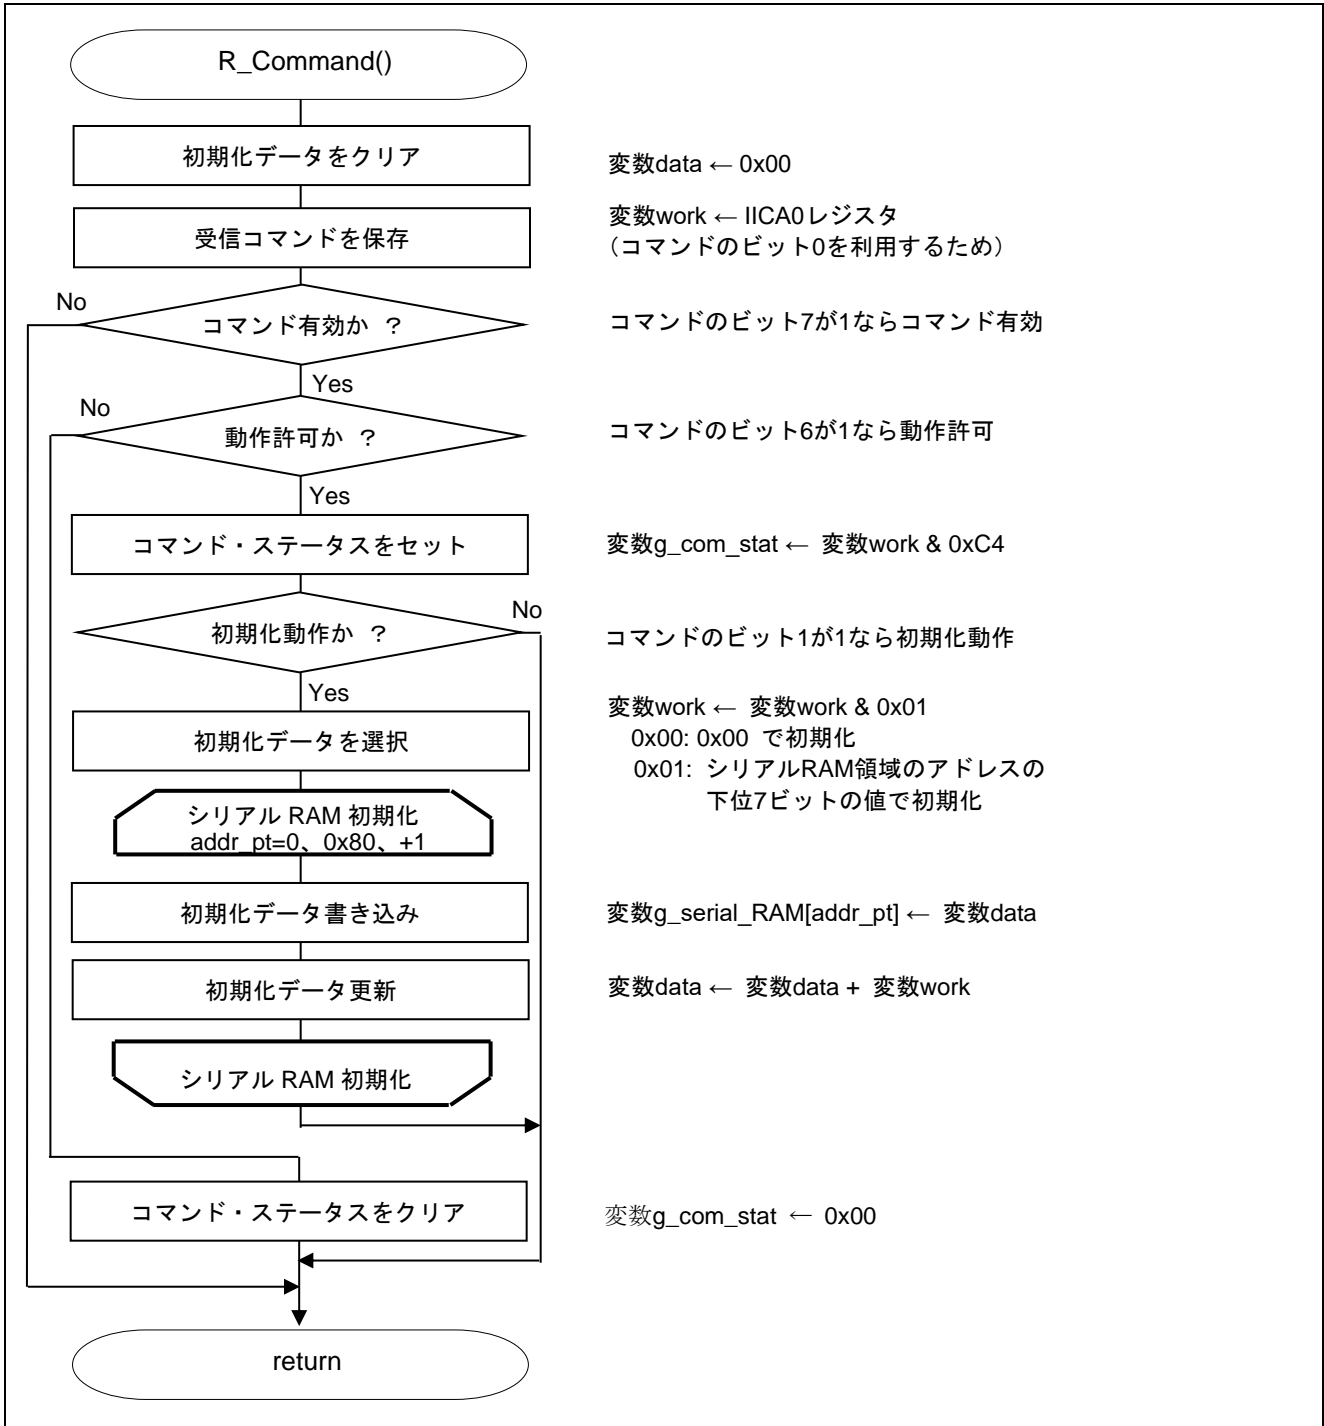 R_Command()
初期化データをクリア
変数data ← 0x00
受信コマンドを保存
変数work ← IICA0レジスタ
（コマンドのビット0を利用するため）
No
コマンド有効か ？
コマンドのビット7が1ならコマンド有効
Yes
No
動作許可か ？
コマンドのビット6が1なら動作許可
Yes
コマンド・ステータスをセット
変数g_com_stat ← 変数work & 0xC4
No
初期化動作か ？
コマンドのビット1が1なら初期化動作
Yes
初期化データを選択
変数work ← 変数work & 0x01
0x00: 0x00 で初期化
0x01: シリアルRAM領域のアドレスの
下位7ビットの値で初期化
シリアル RAM 初期化
addr_pt=0、0x80、+1
初期化データ書き込み
変数g_serial_RAM[addr_pt] ← 変数data
初期化データ更新
変数data ← 変数data + 変数work
シリアル RAM 初期化
コマンド・ステータスをクリア
変数g_com_stat ← 0x00
return